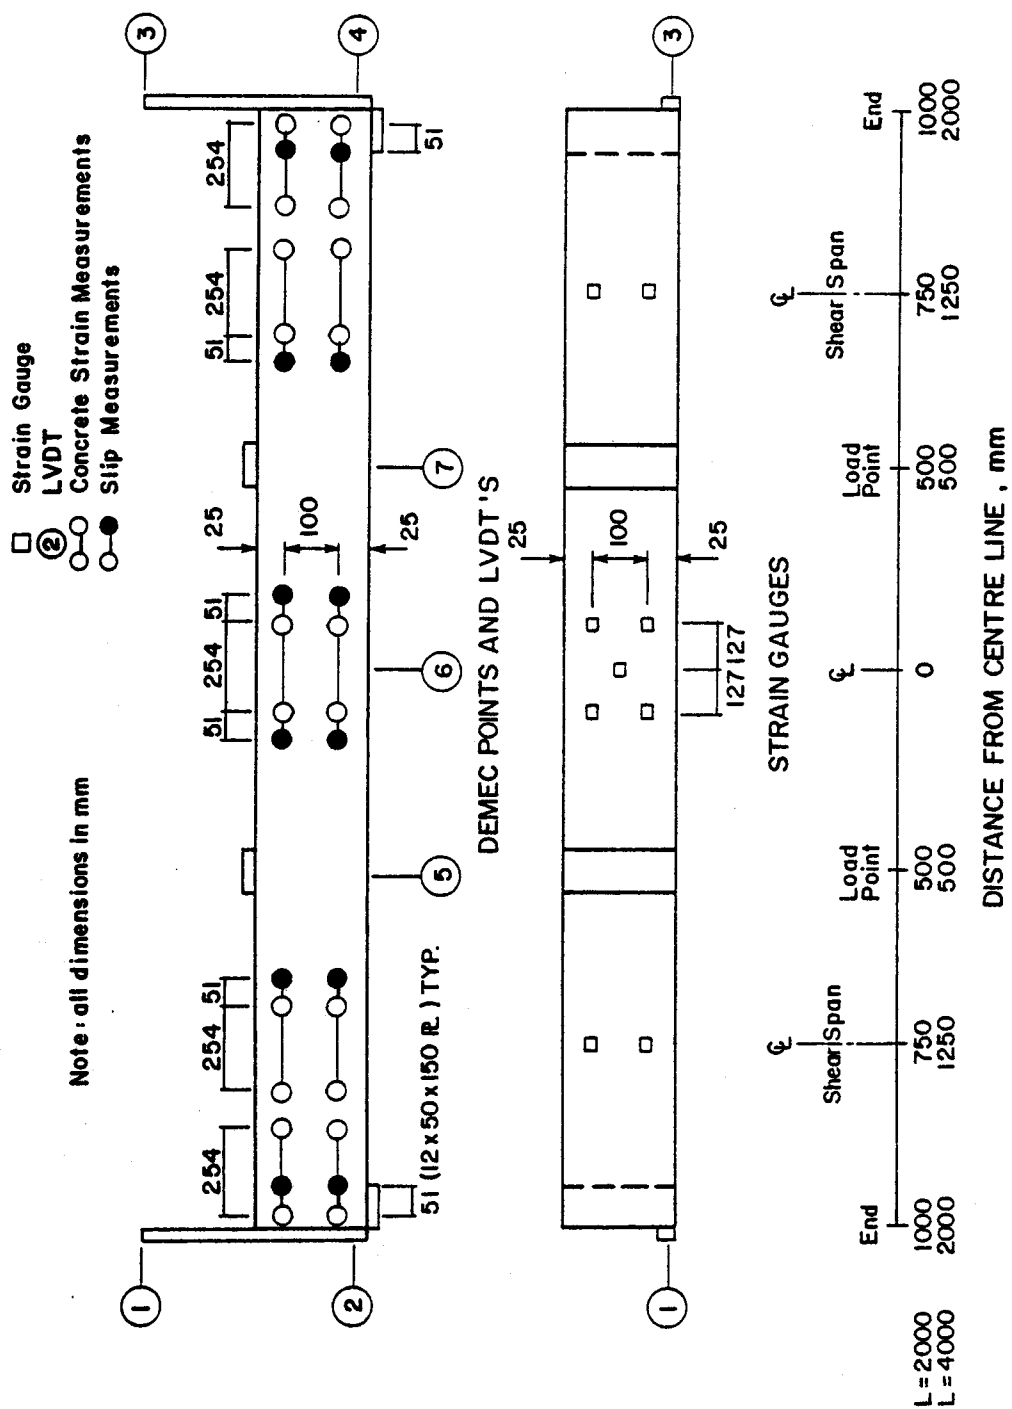 Strain Gauge
② LVDT
Concrete Strain Measurements
Slip Measurements
Note: all dimensions in mm
① ③
② ④
254 254 51 51 254 51 51 254 254
25
100
25
51 (12 x 50 x 150 ℞) TYP.
51
⑤ ⑥ ⑦
DEMEC POINTS AND LVDT'S
25
100
25
① ③
127 127
STRAIN GAUGES
℄ ℄ ℄
End Shear Span Load Point Load Point Shear Span End
L=2000 1000 750 500 0 500 750 1000
L=4000 2000 1250 500 500 1250 2000
DISTANCE FROM CENTRE LINE, mm